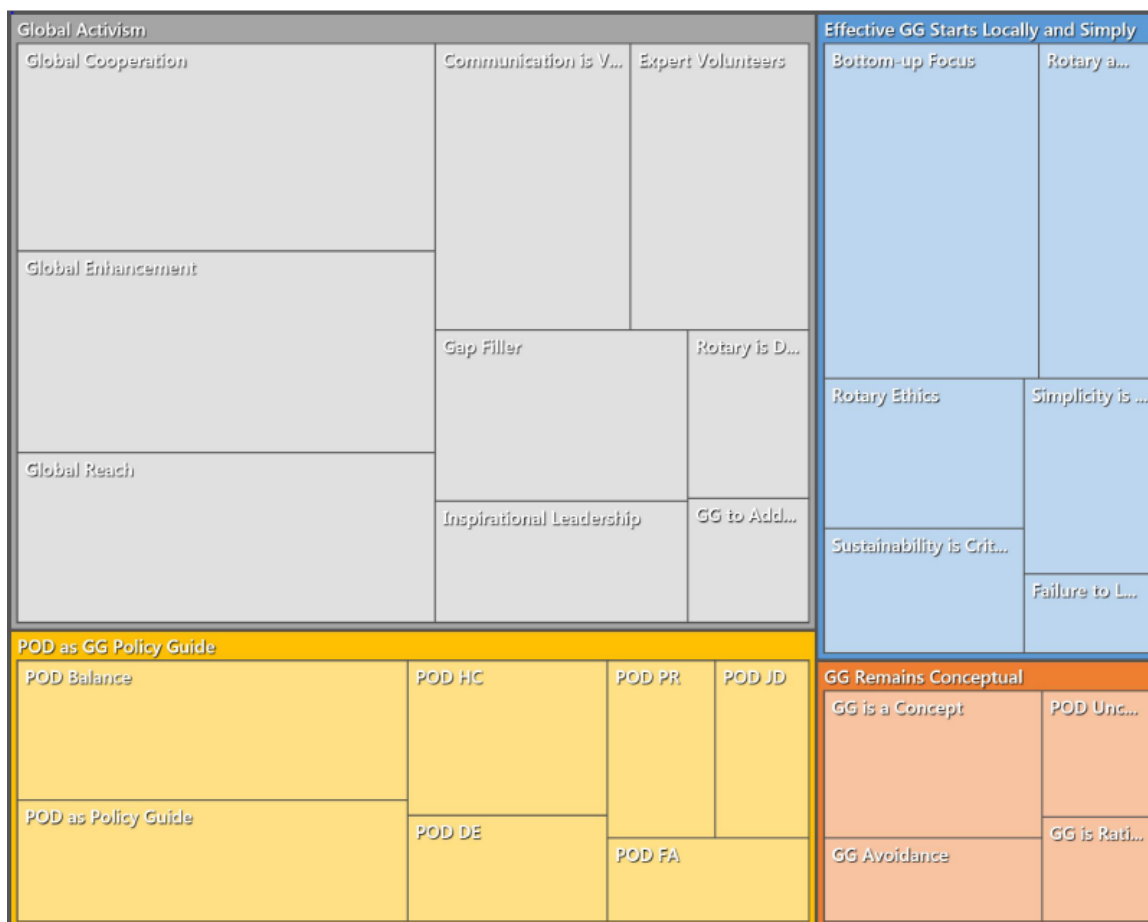 Global Activism
Global Cooperation
Communication is V...
Expert Volunteers
Global Enhancement
Global Reach
Gap Filler
Rotary is D...
Inspirational Leadership
GG to Add...
Effective GG Starts Locally and Simply
Bottom-up Focus
Rotary a...
Rotary Ethics
Simplicity is ...
Sustainability is Crit...
Failure to L...
POD as GG Policy Guide
POD Balance
POD HC
POD PR
POD JD
POD as Policy Guide
POD DE
POD FA
GG Remains Conceptual
GG is a Concept
POD Unc...
GG Avoidance
GG is Rati...